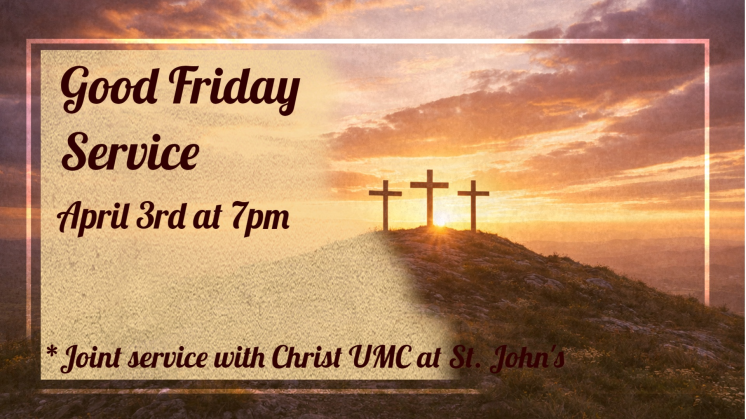 Good Friday
Service
April 3rd at 7pm
*Joint service with Christ UMC at St. John's